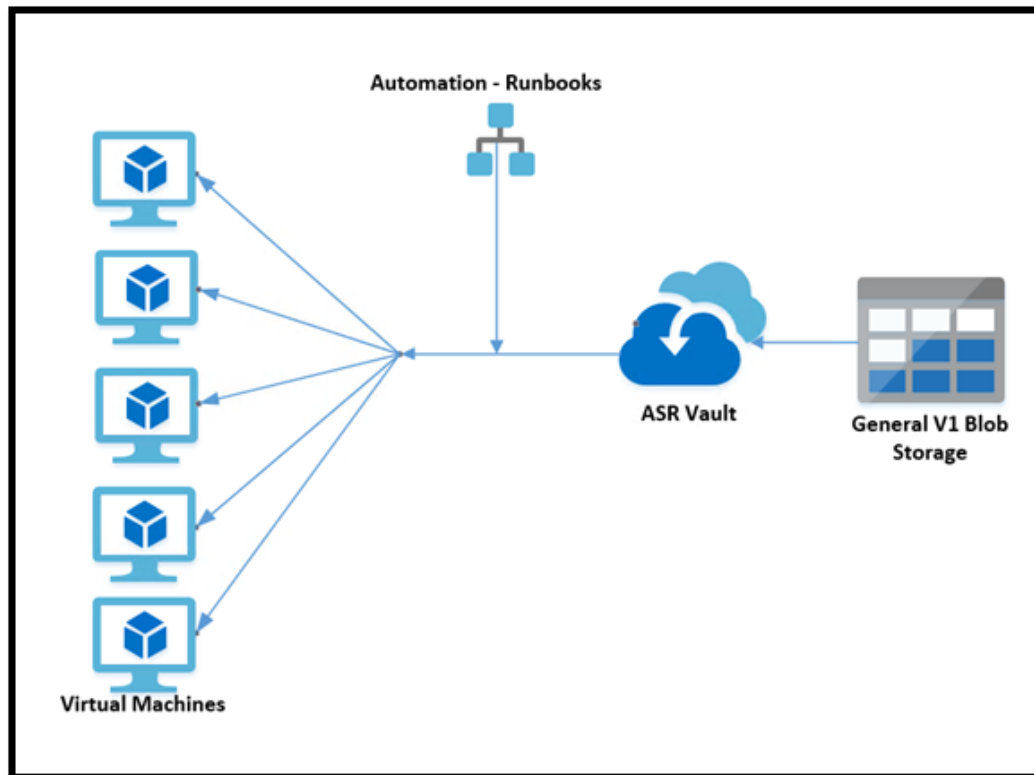 Automation - Runbooks
ASR Vault
General V1 Blob
Storage
Virtual Machines